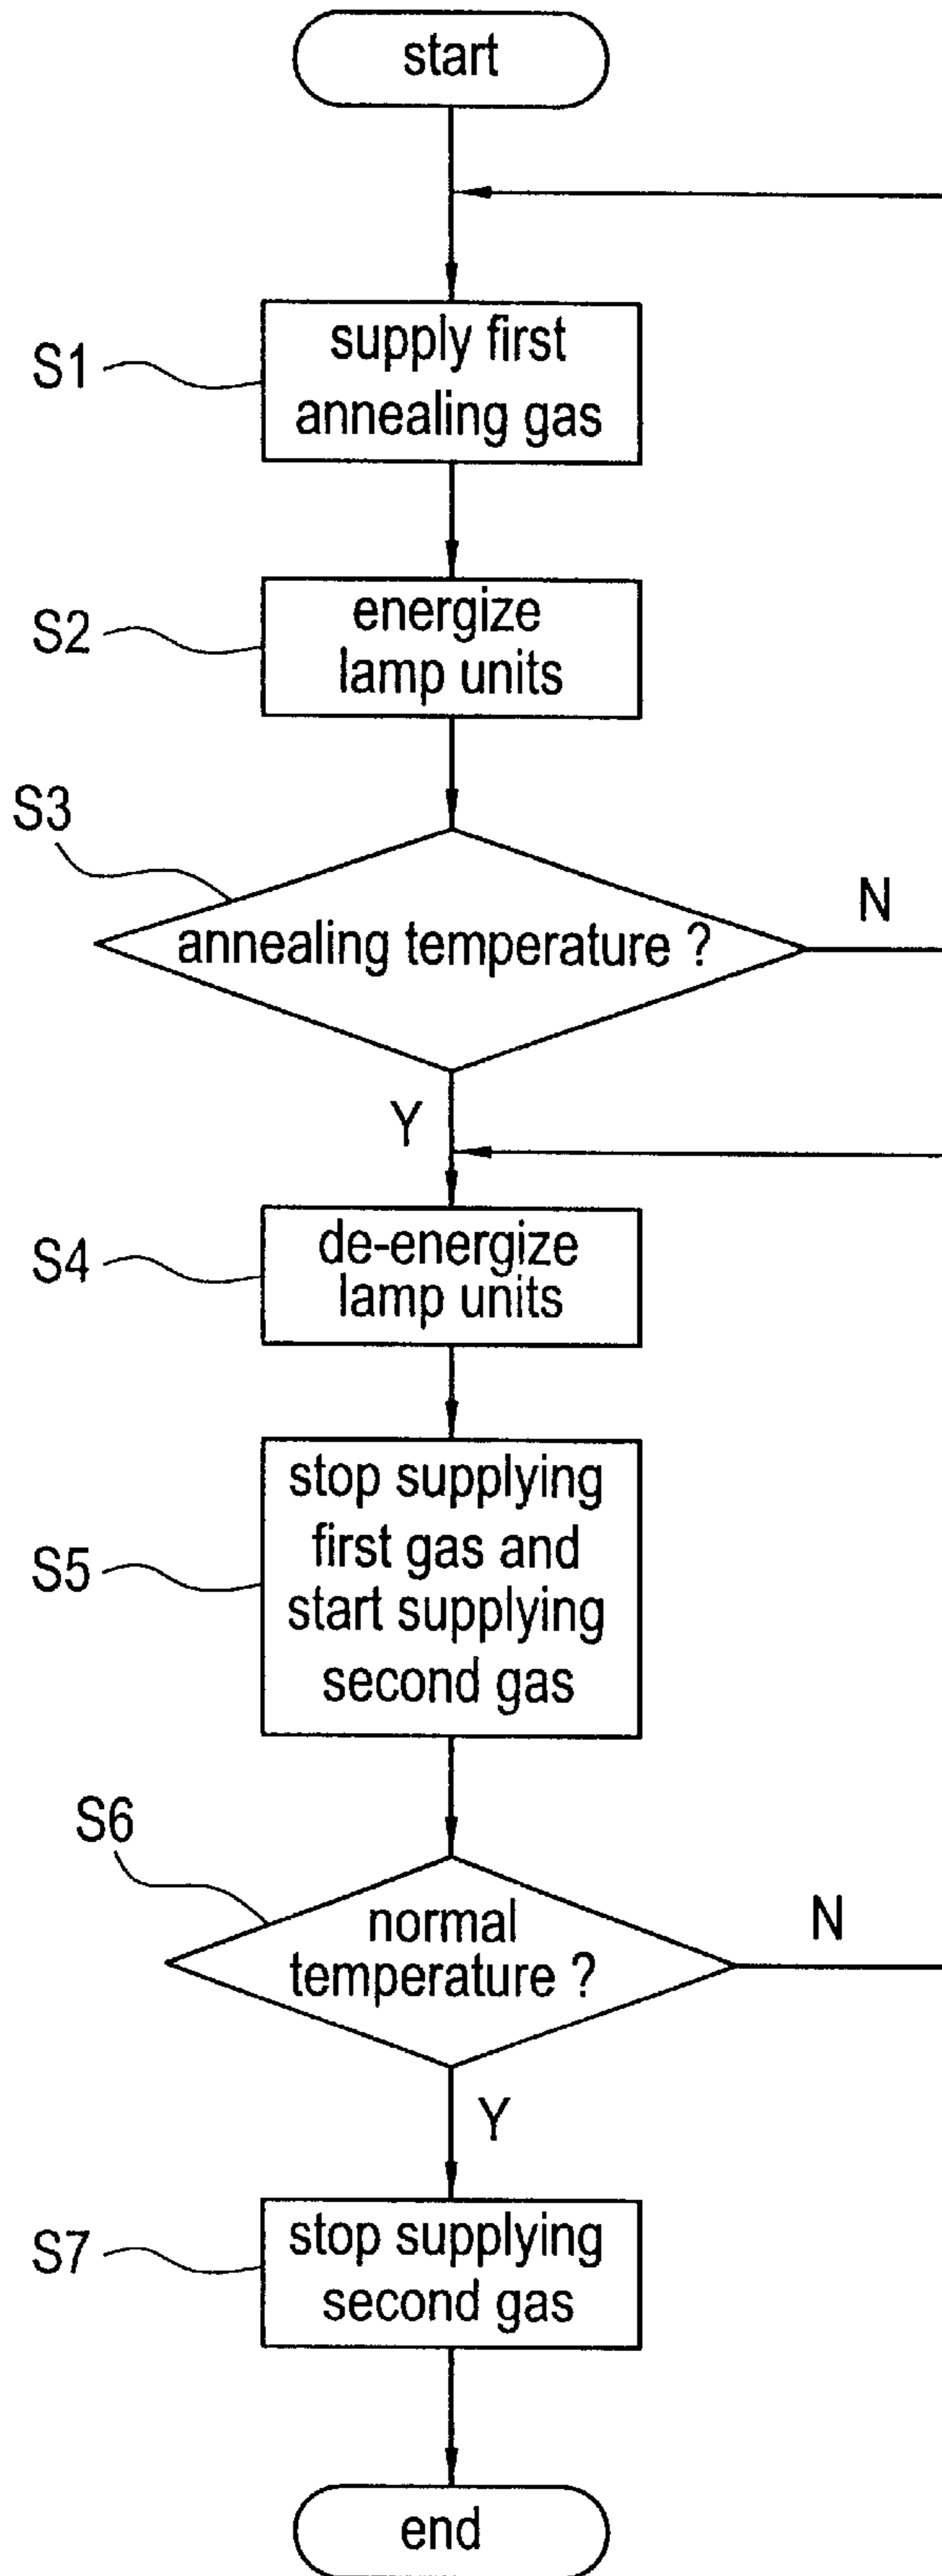 start
S1
supply first
annealing gas
S2
energize
lamp units
S3
annealing temperature ?
N
Y
S4
de-energize
lamp units
S5
stop supplying
first gas and
start supplying
second gas
S6
normal
temperature ?
N
Y
S7
stop supplying
second gas
end